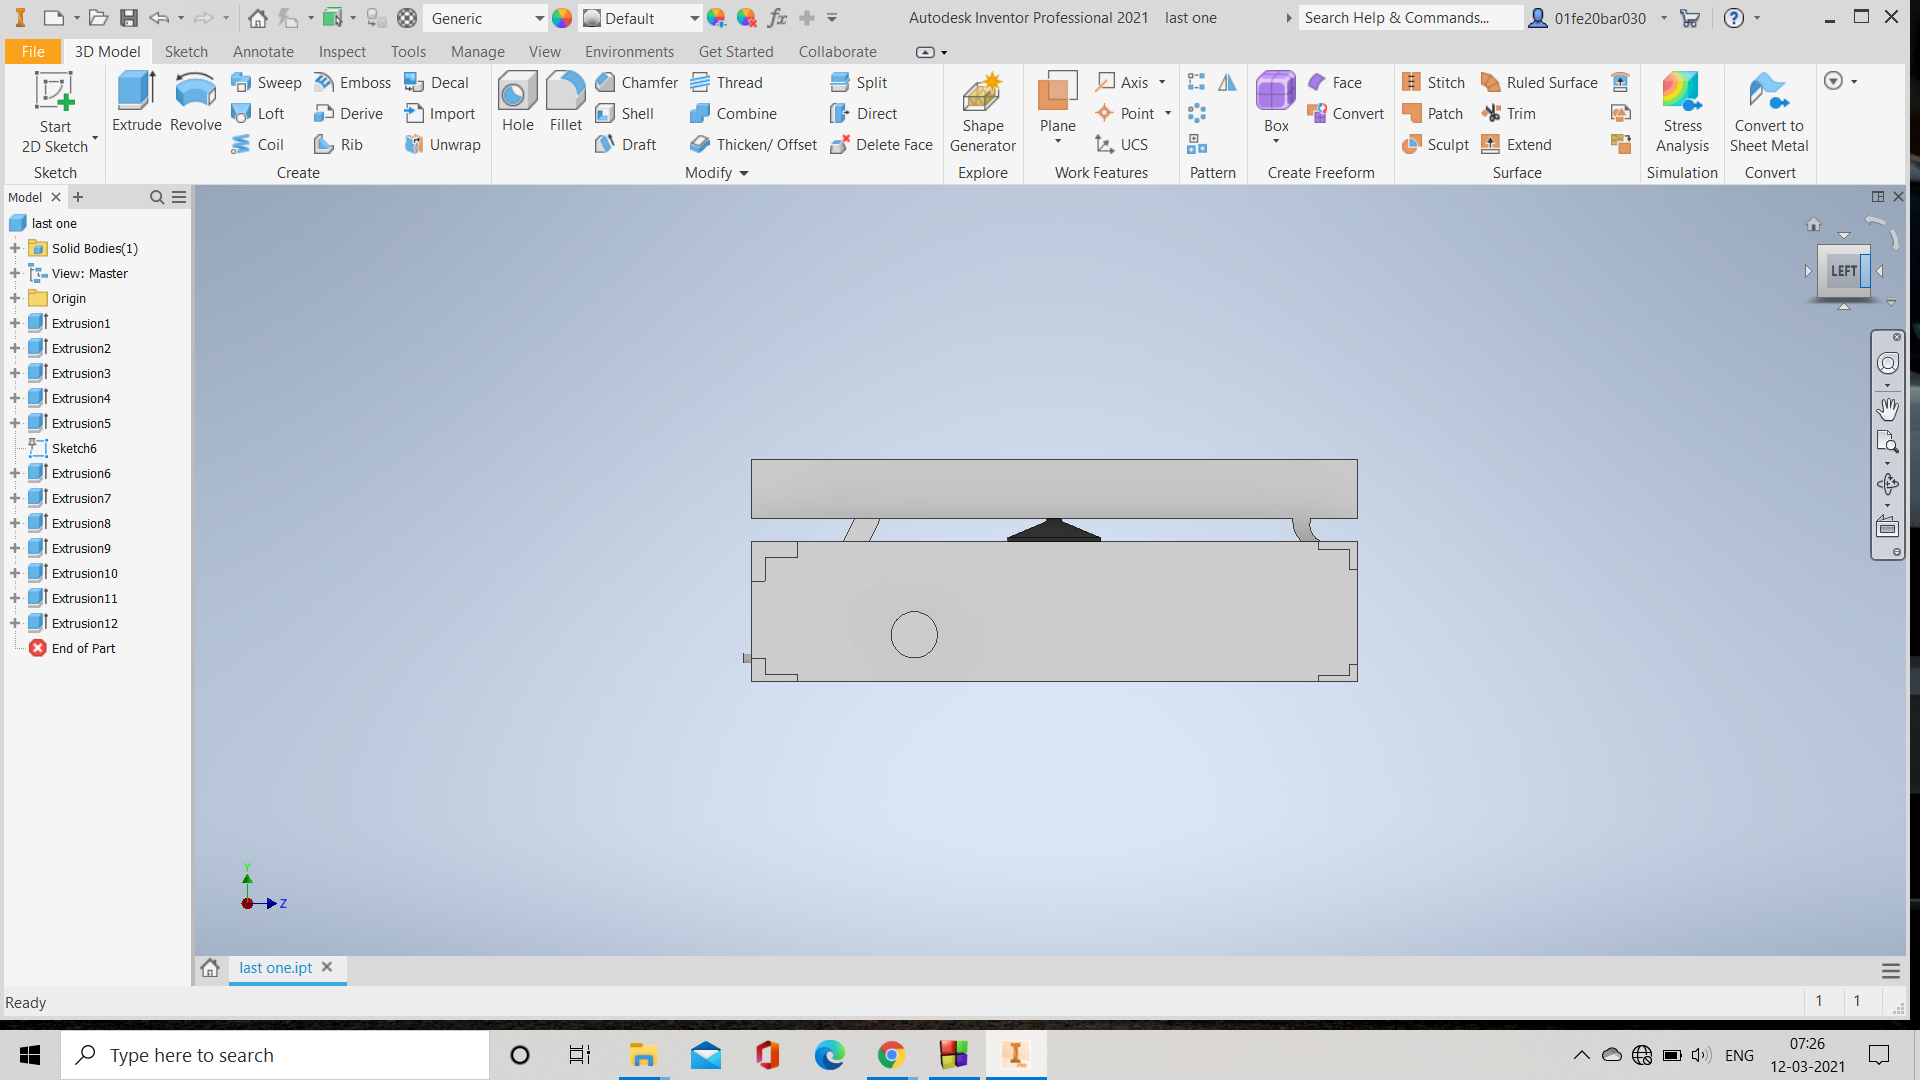 Generic
Default
fx
Autodesk Inventor Professional 2021 last one
Search Help & Commands...
01fe20bar030
File 3D Model Sketch Annotate Inspect Tools Manage View Environments Get Started Collaborate
Start
2D Sketch
Sketch
Extrude
Revolve
Sweep
Emboss
Decal
Loft
Derive
Import
Coil
Rib
Unwrap
Create
Hole
Fillet
Chamfer
Thread
Split
Shell
Combine
Direct
Draft
Thicken/ Offset
Delete Face
Modify
Shape
Generator
Explore
Plane
Axis
Point
UCS
Work Features
Pattern
Box
Face
Convert
Create Freeform
Stitch
Ruled Surface
Patch
Trim
Sculpt
Extend
Surface
Stress
Analysis
Simulation
Convert to
Sheet Metal
Convert
Model
last one
Solid Bodies(1)
View: Master
Origin
Extrusion1
Extrusion2
Extrusion3
Extrusion4
Extrusion5
Sketch6
Extrusion6
Extrusion7
Extrusion8
Extrusion9
Extrusion10
Extrusion11
Extrusion12
End of Part
LEFT
Y
Z
last one.ipt
Ready
1 1
Type here to search
ENG
07:26
12-03-2021